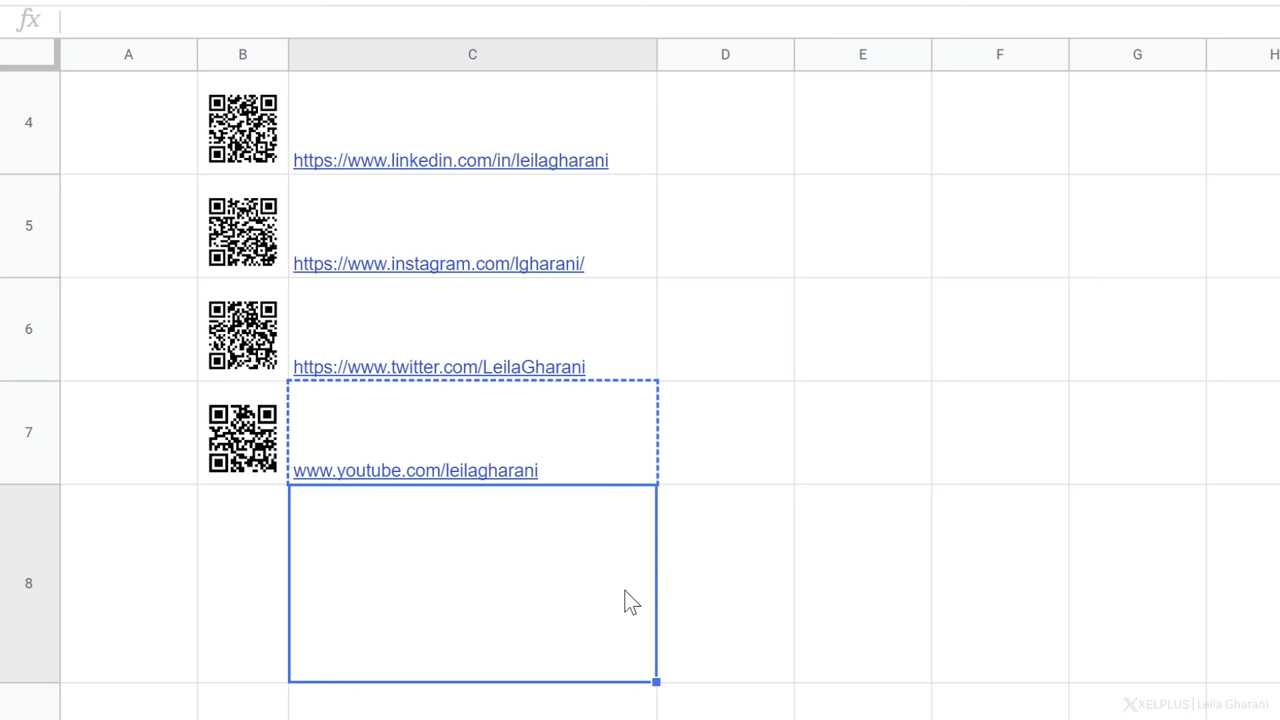 fx
A B C D E F G H
4 https://www.linkedin.com/in/leilagharani
5 https://www.instagram.com/lgharani/
6 https://www.twitter.com/LeilaGharani
7 www.youtube.com/leilagharani
8
XELPLUS | Leila Gharani